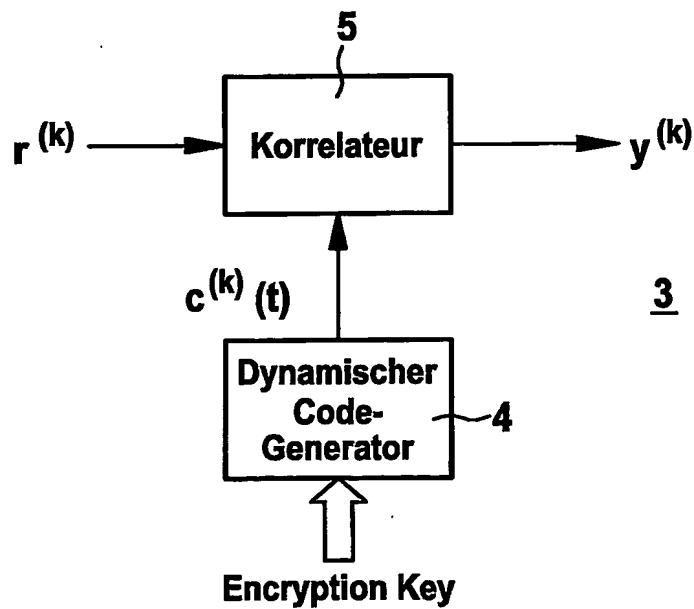 5
r (k)
Korrelateur
y (k)
c (k) (t)
3
Dynamischer
Code-
Generator
4
Encryption Key